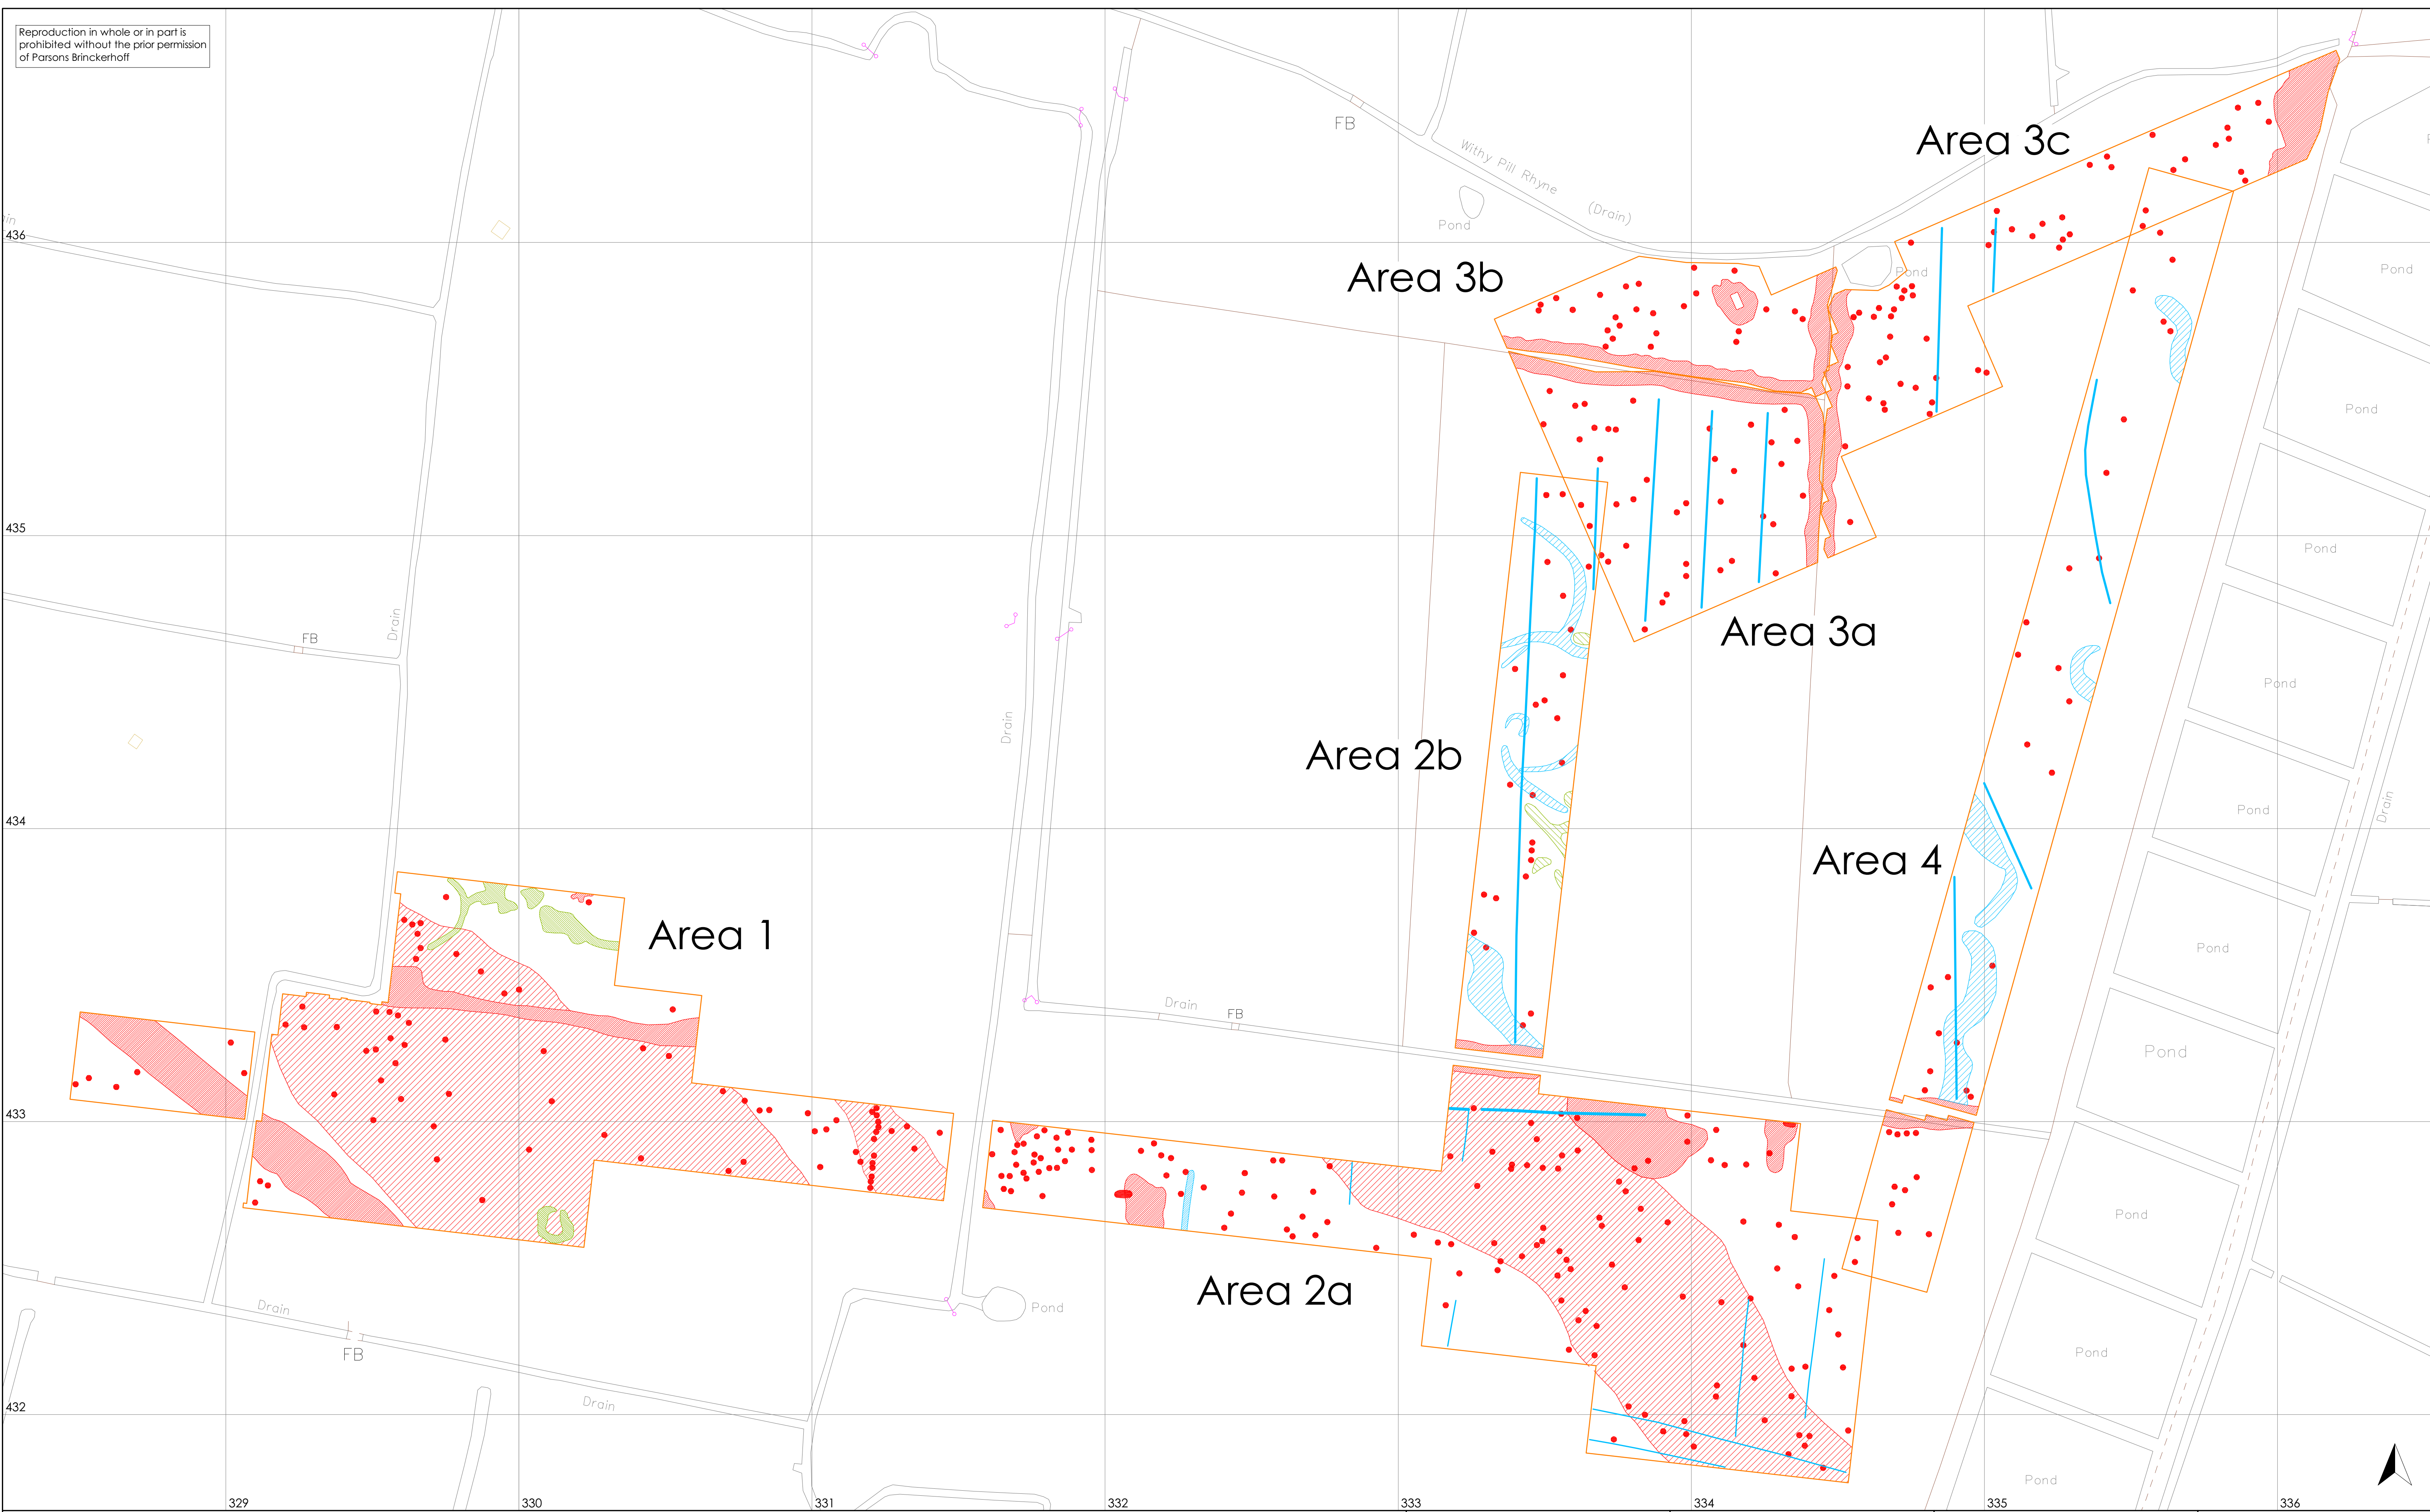 Reproduction in whole or in part is
prohibited without the prior permission
of Parsons Brinckerhoff
FB
Area 3c
Withy Pill Rhyne
(Drain)
Pond
436
Area 3b
Pond
Pond
Pond
435
Pond
FB
Drain
Area 3a
Pond
Drain
Area 2b
Pond
Drain
434
Area 4
Area 1
Pond
Drain
FB
Pond
433
Pond
Area 2a
Drain
Pond
FB
Pond
Drain
432
Pond
329
330
331
332
333
334
335
336